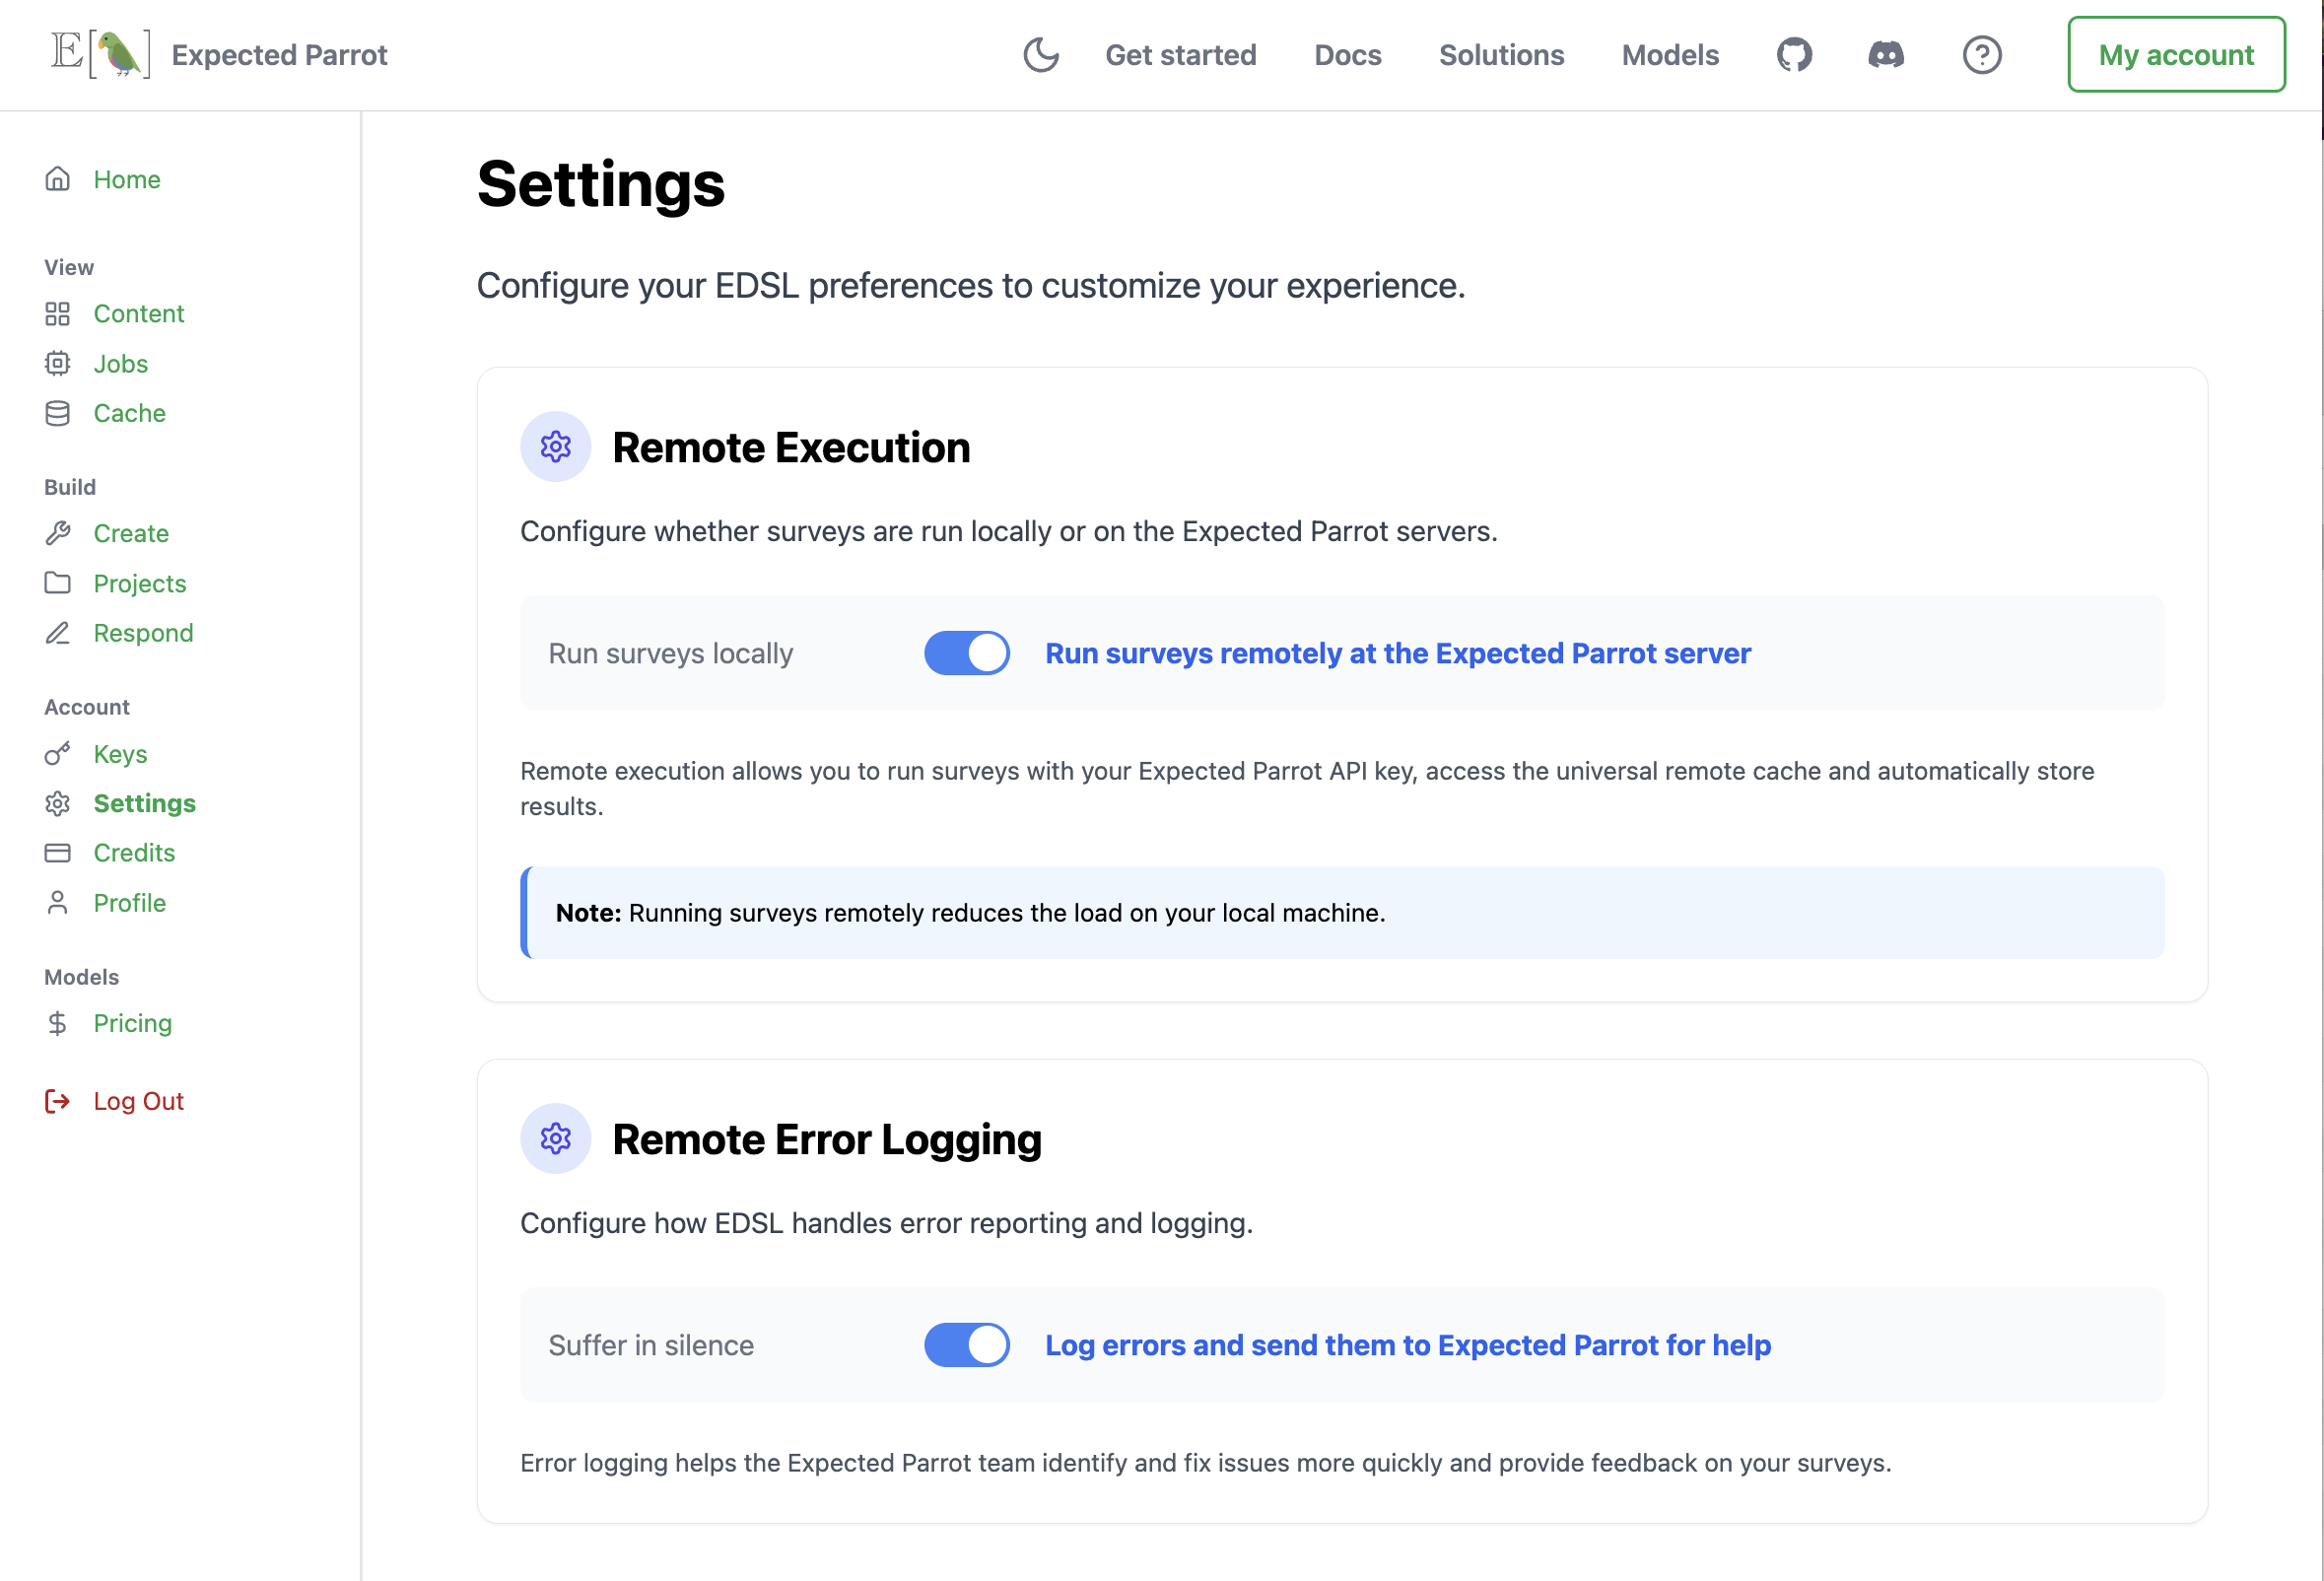 E[] Expected Parrot
Get started
Docs
Solutions
Models
My account
Home
View
Content
Jobs
Cache
Build
Create
Projects
Respond
Account
Keys
Settings
Credits
Profile
Models
Pricing
Log Out
Settings
Configure your EDSL preferences to customize your experience.
Remote Execution
Configure whether surveys are run locally or on the Expected Parrot servers.
Run surveys locally
Run surveys remotely at the Expected Parrot server
Remote execution allows you to run surveys with your Expected Parrot API key, access the universal remote cache and automatically store
results.
Note: Running surveys remotely reduces the load on your local machine.
Remote Error Logging
Configure how EDSL handles error reporting and logging.
Suffer in silence
Log errors and send them to Expected Parrot for help
Error logging helps the Expected Parrot team identify and fix issues more quickly and provide feedback on your surveys.